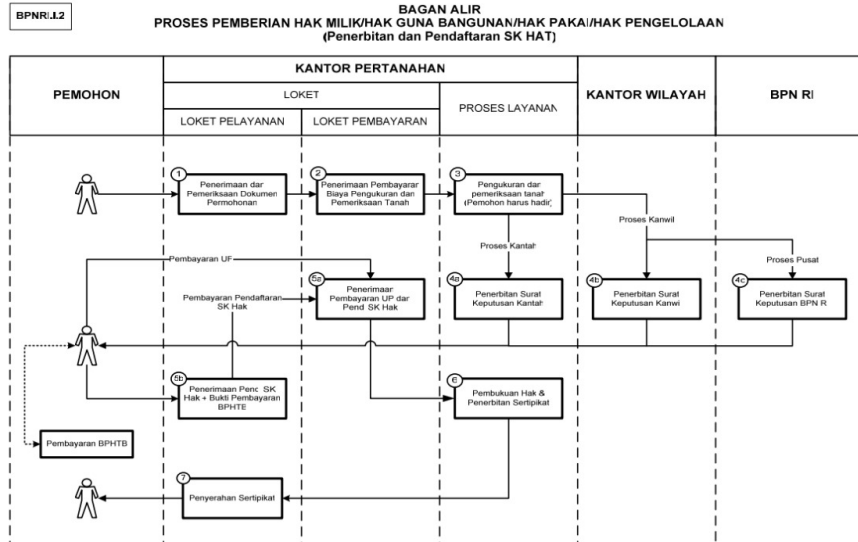 BPNRI.I.2
BAGAN ALIR
PROSES PEMBERIAN HAK MILIK/HAK GUNA BANGUNAN/HAK PAKAI/HAK PENGELOLAAN
(Penerbitan dan Pendaftaran SK HAT)
PEMOHON
KANTOR PERTANAHAN
LOKET
LOKET PELAYANAN
LOKET PEMBAYARAN
PROSES LAYANAN
KANTOR WILAYAH
BPN RI
1
Penerimaan dan
Pemeriksaan Dokumen
Permohonan
2
Penerimaan Pembayaran
Biaya Pengukuran dan
Pemeriksaan Tanah
3
Pengukuran dan
pemeriksaan tanah
(Pemohon harus hadir)
Proses Kanwil
Proses Kantah
Proses Pusat
Pembayaran UP
5a
Penerimaan
Pembayaran UP dan
Pend. SK Hak
Pembayaran Pendaftaran
SK Hak
4a
Penerbitan Surat
Keputusan Kantah
4b
Penerbitan Surat
Keputusan Kanwil
4c
Penerbitan Surat
Keputusan BPN RI
5b
Penerimaan Pend. SK
Hak + Bukti Pembayaran
BPHTB
6
Pembukuan Hak &
Penerbitan Sertipikat
Pembayaran BPHTB
7
Penyerahan Sertipikat